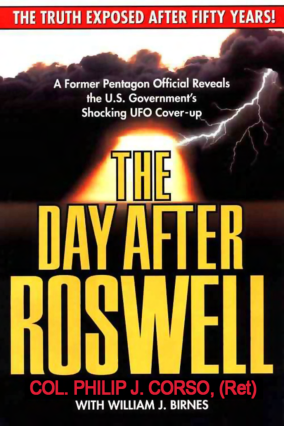 THE TRUTH EXPOSED AFTER FIFTY YEARS!
A Former Pentagon Official Reveals
the U.S. Government's
Shocking UFO Cover-up
THE
DAY AFTER
ROSWELL
COL. PHILIP J. CORSO, (Ret)
WITH WILLIAM J. BIRNES